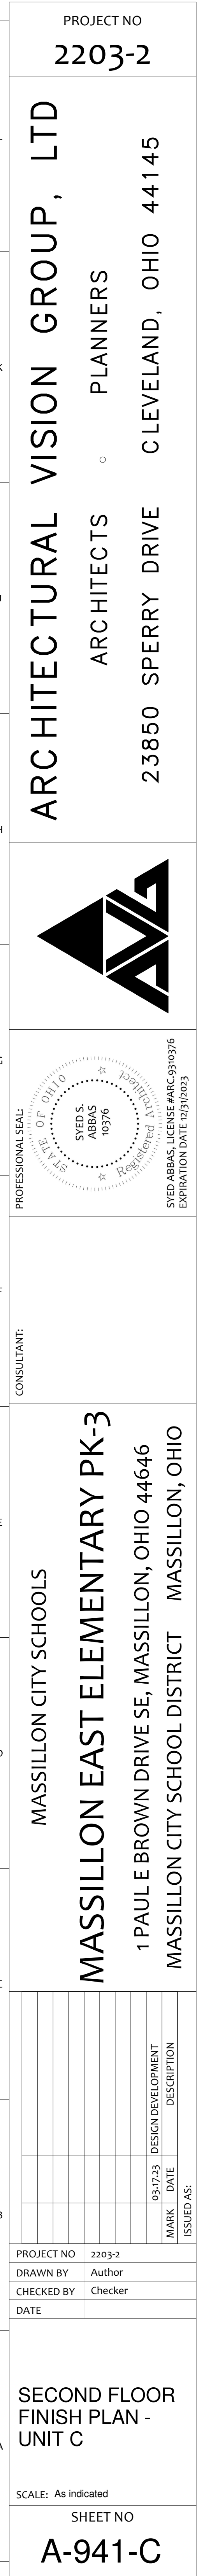 PROJECT NO
2203-2
ARCHITECTURAL VISION GROUP, LTD
ARCHITECTS ○ PLANNERS
23850 SPERRY DRIVE CLEVELAND, OHIO 44145
AVG
PROFESSIONAL SEAL:
STATE OF OHIO
SYED S.
ABBAS
10376
Registered Architect
SYED ABBAS, LICENSE #ARC.9310376
EXPIRATION DATE 12/31/2023
CONSULTANT:
MASSILLON CITY SCHOOLS
MASSILLON EAST ELEMENTARY PK-3
1 PAUL E BROWN DRIVE SE, MASSILLON, OHIO 44646
MASSILLON CITY SCHOOL DISTRICT MASSILLON, OHIO
03.17.23 DESIGN DEVELOPMENT
MARK DATE DESCRIPTION
ISSUED AS:
PROJECT NO 2203-2
DRAWN BY Author
CHECKED BY Checker
DATE
SECOND FLOOR
FINISH PLAN -
UNIT C
SCALE: As indicated
SHEET NO
A-941-C